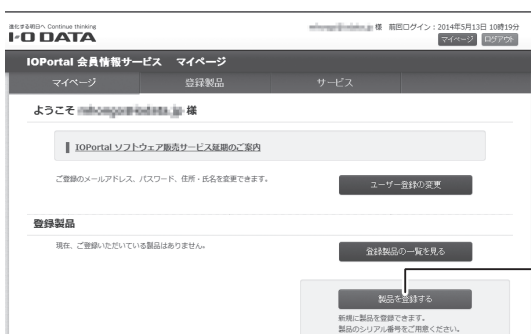 進化する明日へ Continue thinking
I-O DATA
様 前回ログイン：2014年5月13日 10時19分
マイページ ログアウト
IOPortal 会員情報サービス マイページ
マイページ 登録製品 サービス
ようこそ 様
IOPortal ソフトウェア販売サービス延期のご案内
ご登録のメールアドレス、パスワード、住所・氏名を変更できます。
ユーザー登録の変更
登録製品
現在、ご登録いただいている製品はありません。
登録製品の一覧を見る
製品を登録する
新規に製品を登録できます。
製品のシリアル番号をご用意ください。